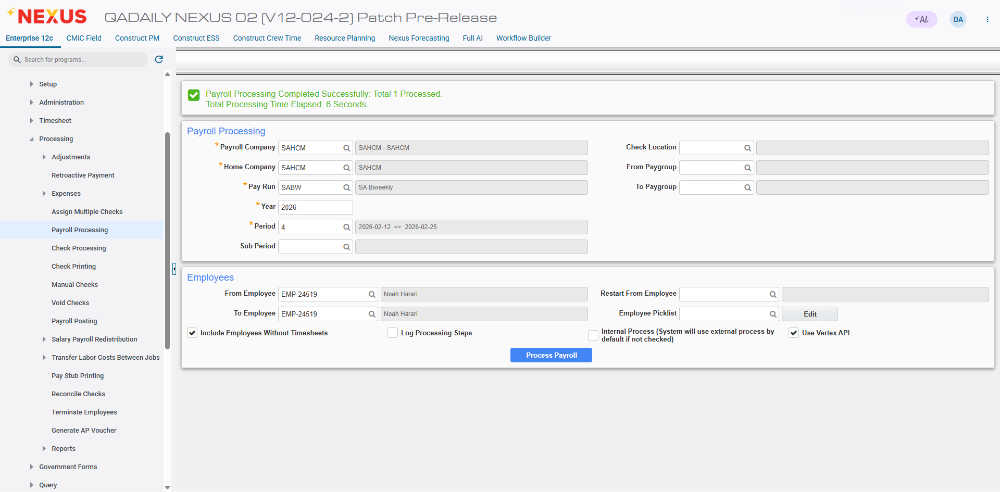 NEXUS
QADAILY NEXUS 02 (V12-024-2) Patch Pre-Release
AI
BA
Enterprise 12c
CMiC Field
Construct PM
Construct ESS
Construct Crew Time
Resource Planning
Nexus Forecasting
Full AI
Workflow Builder
Search for programs...
Setup
Administration
Timesheet
Processing
Adjustments
Retroactive Payment
Expenses
Assign Multiple Checks
Payroll Processing
Check Processing
Check Printing
Manual Checks
Void Checks
Payroll Posting
Salary Payroll Redistribution
Transfer Labor Costs Between Jobs
Pay Stub Printing
Reconcile Checks
Terminate Employees
Generate AP Voucher
Reports
Government Forms
Query
Payroll Processing Completed Successfully: Total 1 Processed.
Total Processing Time Elapsed: 6 Seconds.
Payroll Processing
*Payroll Company SAHCM SAHCM - SAHCM
Check Location
*Home Company SAHCM SAHCM
From Paygroup
*Pay Run SABW SA Biweekly
To Paygroup
*Year 2026
*Period 4 2026-02-12 => 2026-02-25
Sub Period
Employees
From Employee EMP-24519 Noah Harari
Restart From Employee
To Employee EMP-24519 Noah Harari
Employee Picklist Edit
Include Employees Without Timesheets
Log Processing Steps
Internal Process (System will use external process by
default if not checked)
Use Vertex API
Process Payroll